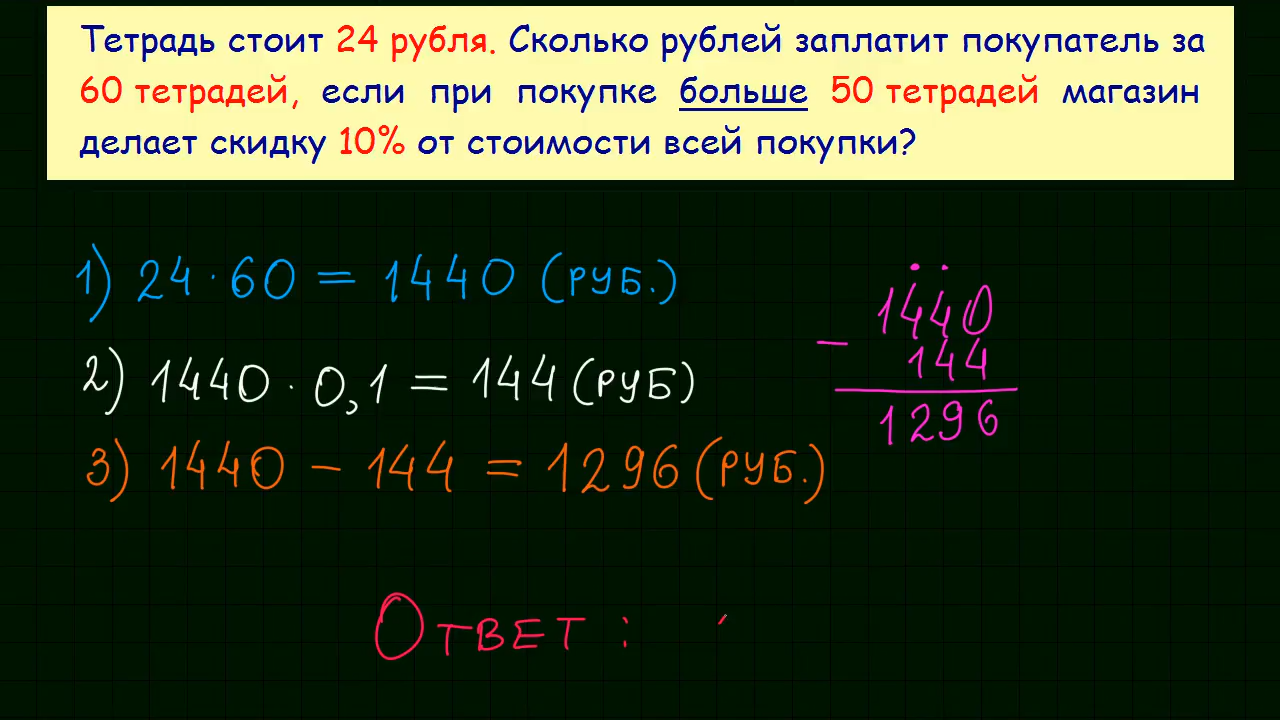 Тетрадь стоит 24 рубля. Сколько рублей заплатит покупатель за
60 тетрадей, если при покупке больше 50 тетрадей магазин
делает скидку 10% от стоимости всей покупки?
1) 24 · 60 = 1440 (РУБ.)
2) 1440 · 0,1 = 144 (РУБ)
3) 1440 - 144 = 1296 (РУБ.)
1440
- 144
1296
Ответ :